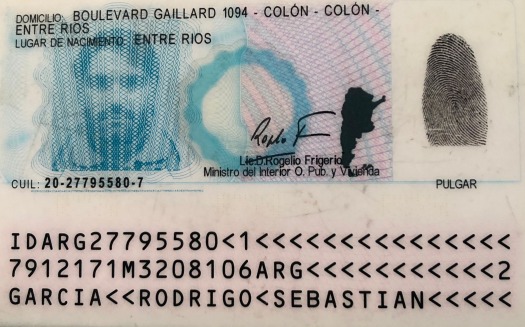 DOMICILIO: BOULEVARD GAILLARD 1094 - COLÓN - COLÓN -
ENTRE RIOS
LUGAR DE NACIMIENTO: ENTRE RIOS
Lic.D.Rogelio Frigerio
Ministro del Interior O. Pub. y Vivienda
CUIL: 20-27795580-7
PULGAR
IDARG27795580<1<<<<<<<<<<<<<<<
7912171M3208106ARG<<<<<<<<<<<2
GARCIA<<RODRIGO<SEBASTIAN<<<<<